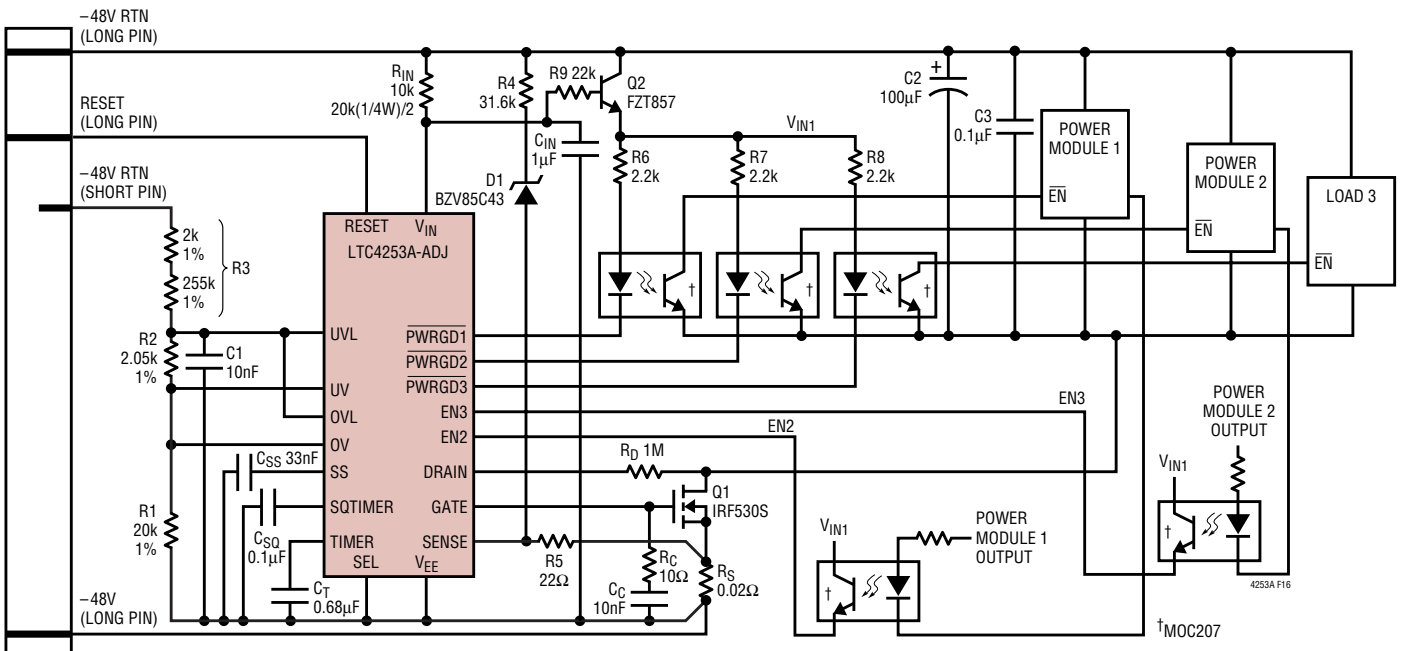 –48V RTN
(LONG PIN)
RESET
(LONG PIN)
–48V RTN
(SHORT PIN)
2k
1%
255k
1%
R3
R2
2.05k
1%
C1
10nF
R1
20k
1%
CSS 33nF
CSQ
0.1µF
CT
0.68µF
–48V
(LONG PIN)
RIN
10k
20k(1/4W)/2
R4
31.6k
R9 22k
Q2
FZT857
CIN
1µF
D1
BZV85C43
RESET VIN
LTC4253A-ADJ
UVL
UV
OVL
OV
SS
SQTIMER
TIMER
SEL
VEE
PWRGD1
PWRGD2
PWRGD3
EN3
EN2
DRAIN
GATE
SENSE
VIN1
R6
2.2k
R7
2.2k
R8
2.2k
†
†
†
C2
100µF
+
C3
0.1µF
POWER
MODULE 1
EN
POWER
MODULE 2
EN
LOAD 3
EN
EN3
EN2
RD 1M
Q1
IRF530S
R5
22Ω
RC
10Ω
CC
10nF
RS
0.02Ω
VIN1
†
POWER
MODULE 1
OUTPUT
POWER
MODULE 2
OUTPUT
VIN1
†
4253A F16
†MOC207